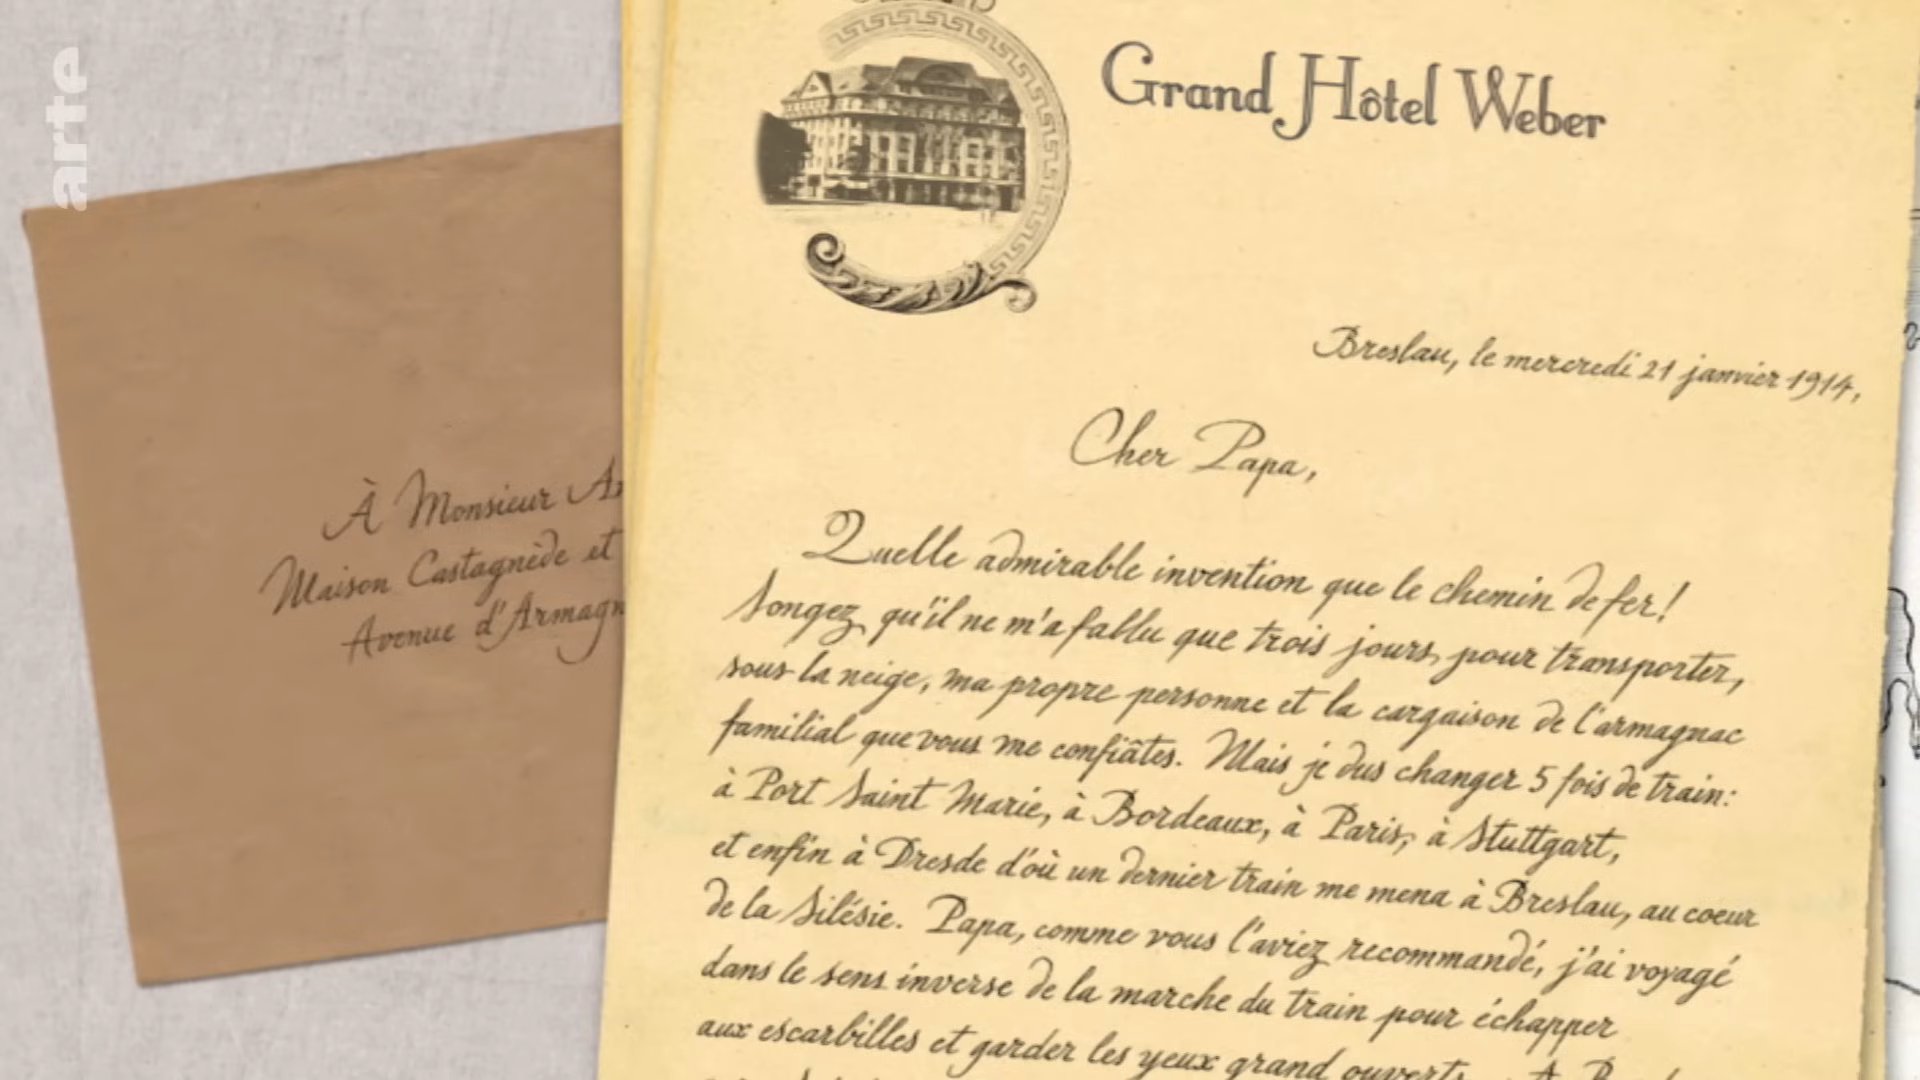 arte
Grand Hôtel Weber
Breslau, le mercredi 21 janvier 1914,
Cher Papa,
Quelle admirable invention que le chemin de fer!
Songez qu'il ne m'a fallu que trois jours pour transporter,
sous la neige, ma propre personne et la cargaison de l'armagnac
familial que vous me confiâtes. Mais je dus changer 5 fois de train:
à Port Saint Marie, à Bordeaux, à Paris, à Stuttgart,
et enfin à Dresde d'où un dernier train me mena à Breslau, au coeur
de la Silésie. Papa, comme vous l'aviez recommandé, j'ai voyagé
dans le sens inverse de la marche du train pour échapper
aux escarbilles et garder les yeux grand ouverts
À Monsieur
Maison Castagnède et
Avenue